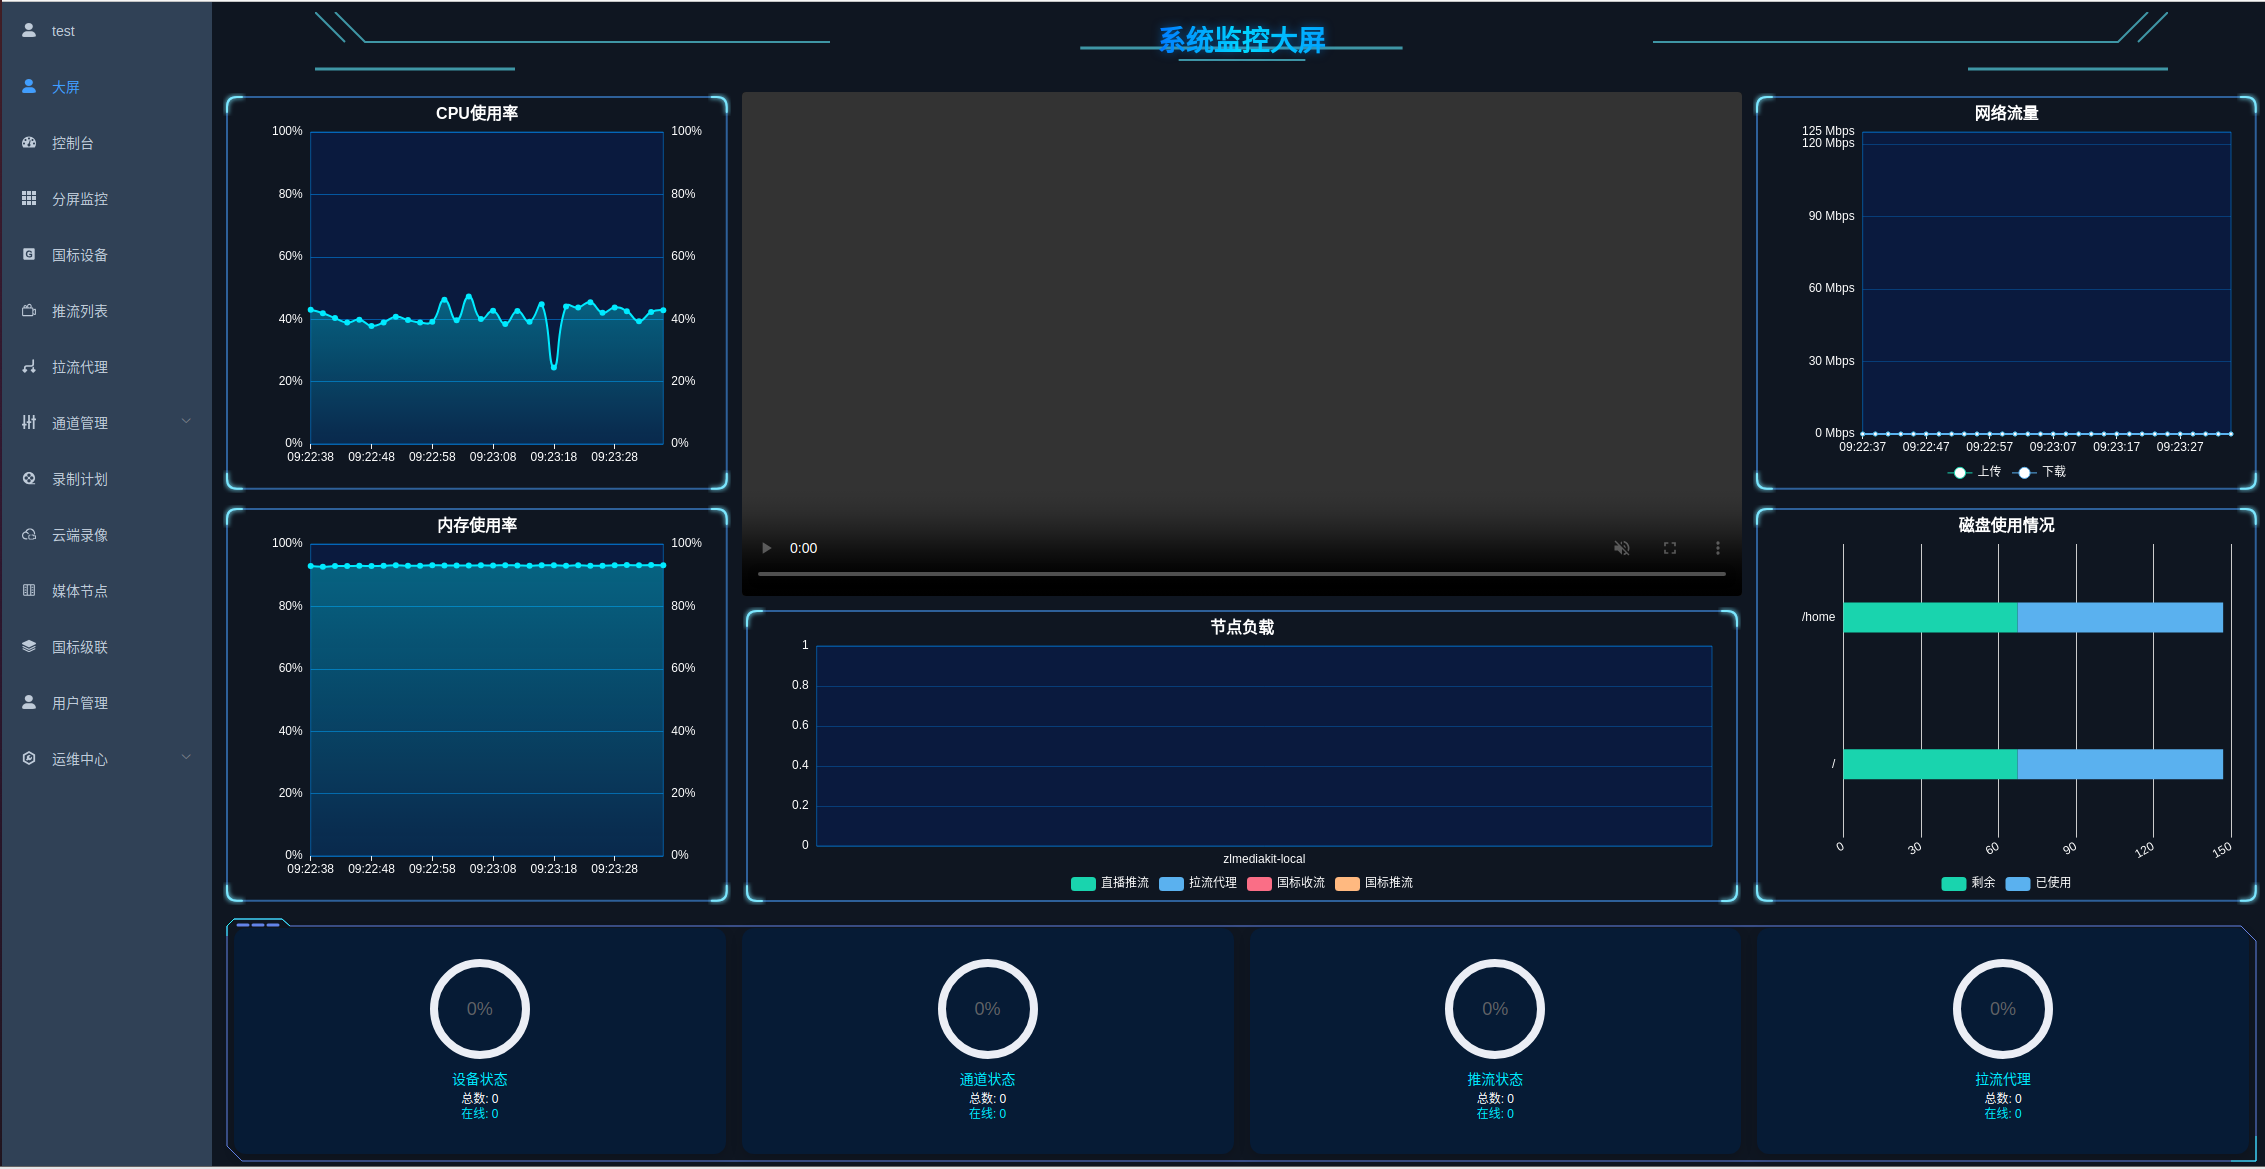 test
大屏
控制台
分屏监控
国标设备
推流列表
拉流代理
通道管理
录制计划
云端录像
媒体节点
国标级联
用户管理
运维中心
系统监控大屏
CPU使用率
100% 100%
80% 80%
60% 60%
40% 40%
20% 20%
0% 0%
09:22:38 09:22:48 09:22:58 09:23:08 09:23:18 09:23:28
内存使用率
100% 100%
80% 80%
60% 60%
40% 40%
20% 20%
0% 0%
09:22:38 09:22:48 09:22:58 09:23:08 09:23:18 09:23:28
0:00
节点负载
1
0.8
0.6
0.4
0.2
0
zlmediakit-local
直播推流 拉流代理 国标收流 国标推流
网络流量
125 Mbps
120 Mbps
90 Mbps
60 Mbps
30 Mbps
0 Mbps
09:22:37 09:22:47 09:22:57 09:23:07 09:23:17 09:23:27
上传 下载
磁盘使用情况
/home
/
0 30 60 90 120 150
剩余 已使用
0%
设备状态
总数: 0
在线: 0
0%
通道状态
总数: 0
在线: 0
0%
推流状态
总数: 0
在线: 0
0%
拉流代理
总数: 0
在线: 0